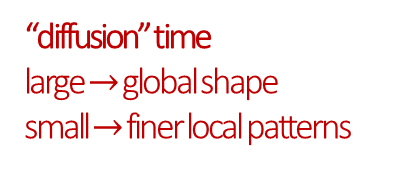 “diffusion” time
large → global shape
small → finer local patterns